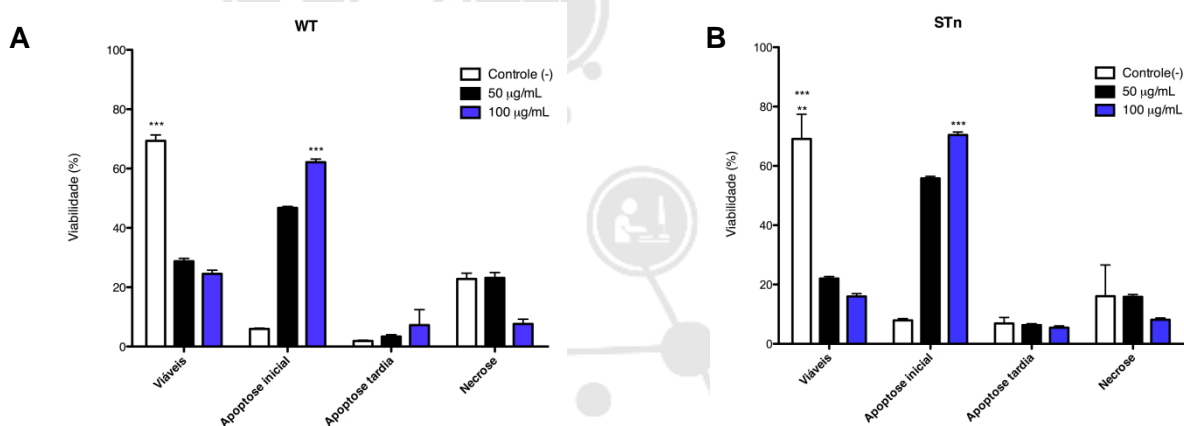 A
WT
Viabilidade (%)
100
80
60
40
20
0
***
***
Controle (-)
50 μg/mL
100 μg/mL
Viáveis
Apoptose inicial
Apoptose tardia
Necrose
B
STn
Viabilidade (%)
100
80
60
40
20
0
***
**
***
Controle(-)
50 μg/mL
100 μg/mL
Viáveis
Apoptose inicial
Apoptose tardia
Necrose